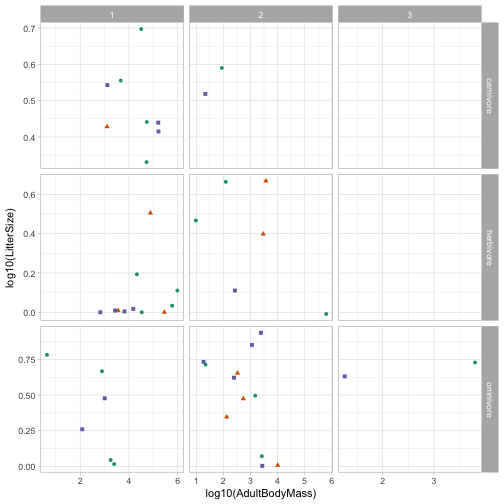 1 2 3
0.7
0.6
0.5
0.4
carnivore
0.6
0.4
0.2
0.0
herbivore
0.75
0.50
0.25
0.00
omnivore
log10(LitterSize)
2 4 6 1 2 3 4 5 6 2 3
log10(AdultBodyMass)